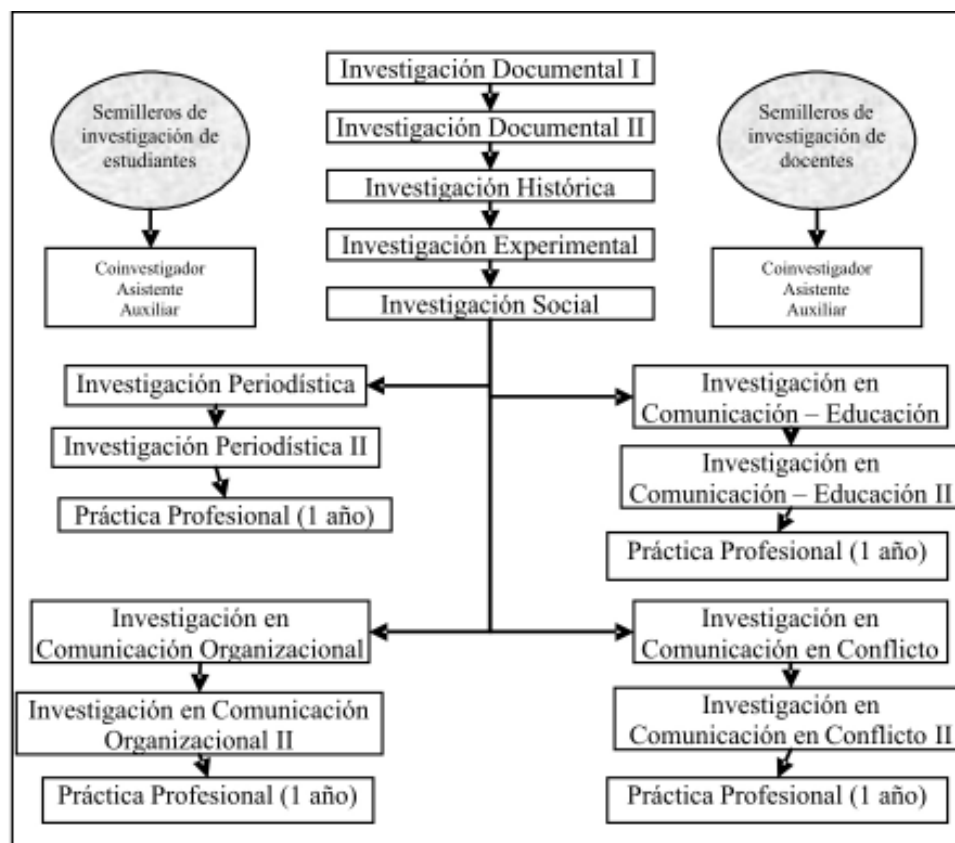 Investigación Documental I
Semilleros de
investigación de
estudiantes
Investigación Documental II
Semilleros de
investigación de
docentes
Investigación Histórica
Investigación Experimental
Coinvestigador
Asistente
Auxiliar
Investigación Social
Coinvestigador
Asistente
Auxiliar
Investigación Periodística
Investigación Periodística II
Práctica Profesional (1 año)
Investigación en
Comunicación – Educación
Investigación en
Comunicación – Educación II
Práctica Profesional (1 año)
Investigación en
Comunicación Organizacional
Investigación en Comunicación
Organizacional II
Práctica Profesional (1 año)
Investigación en
Comunicación en Conflicto
Investigación en
Comunicación en Conflicto II
Práctica Profesional (1 año)